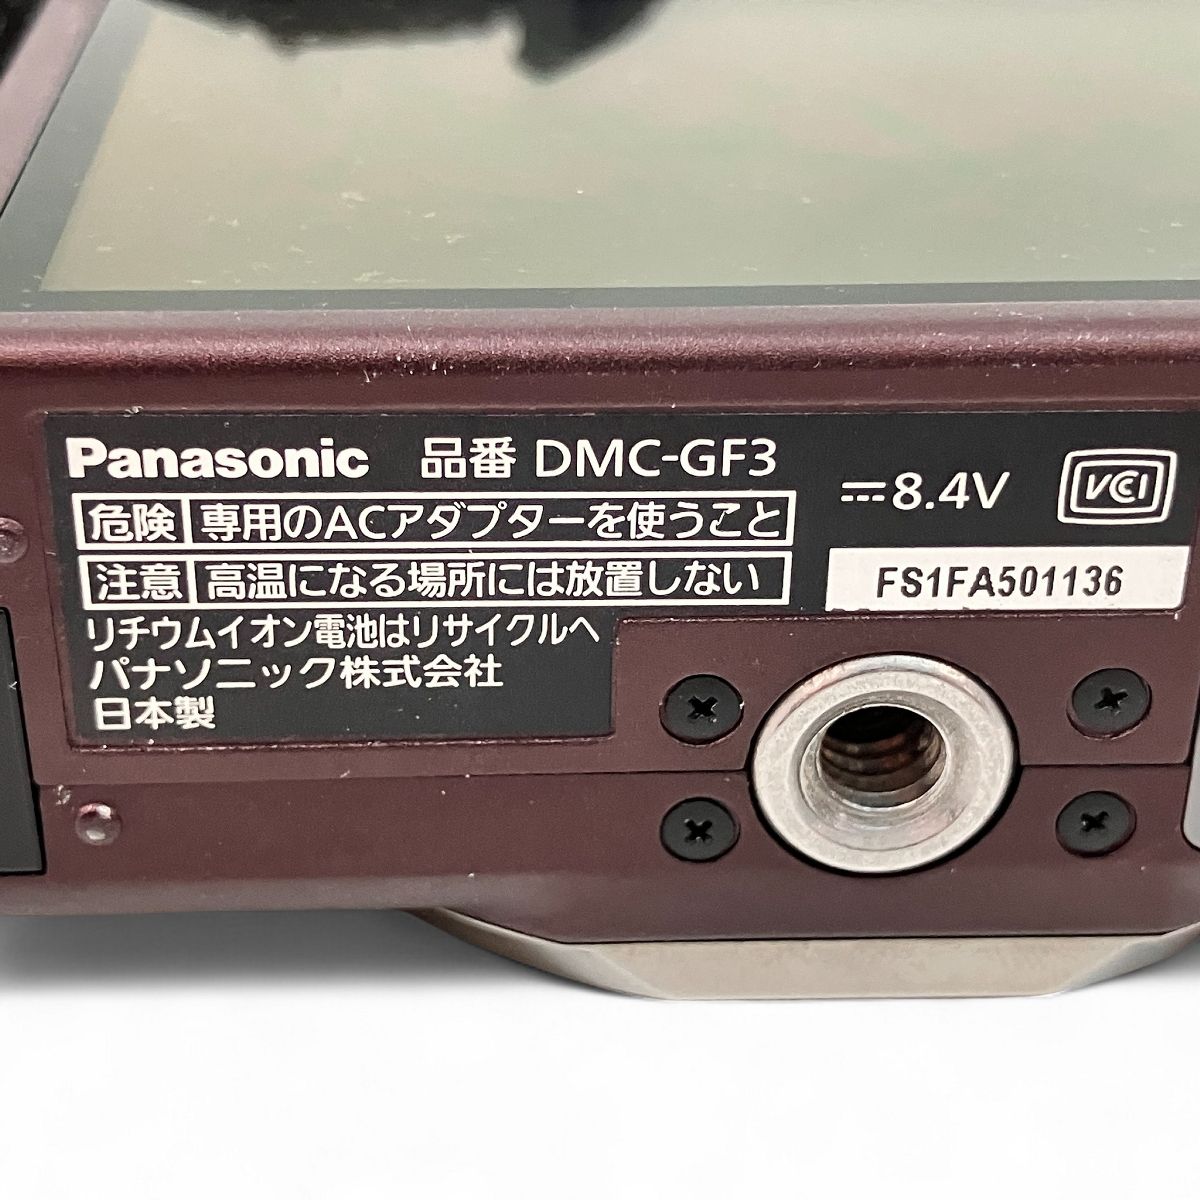 Panasonic 品番 DMC-GF3
⎓8.4V
VCCI
危険 専用のACアダプターを使うこと
注意 高温になる場所には放置しない
FS1FA501136
リチウムイオン電池はリサイクルへ
パナソニック株式会社
日本製